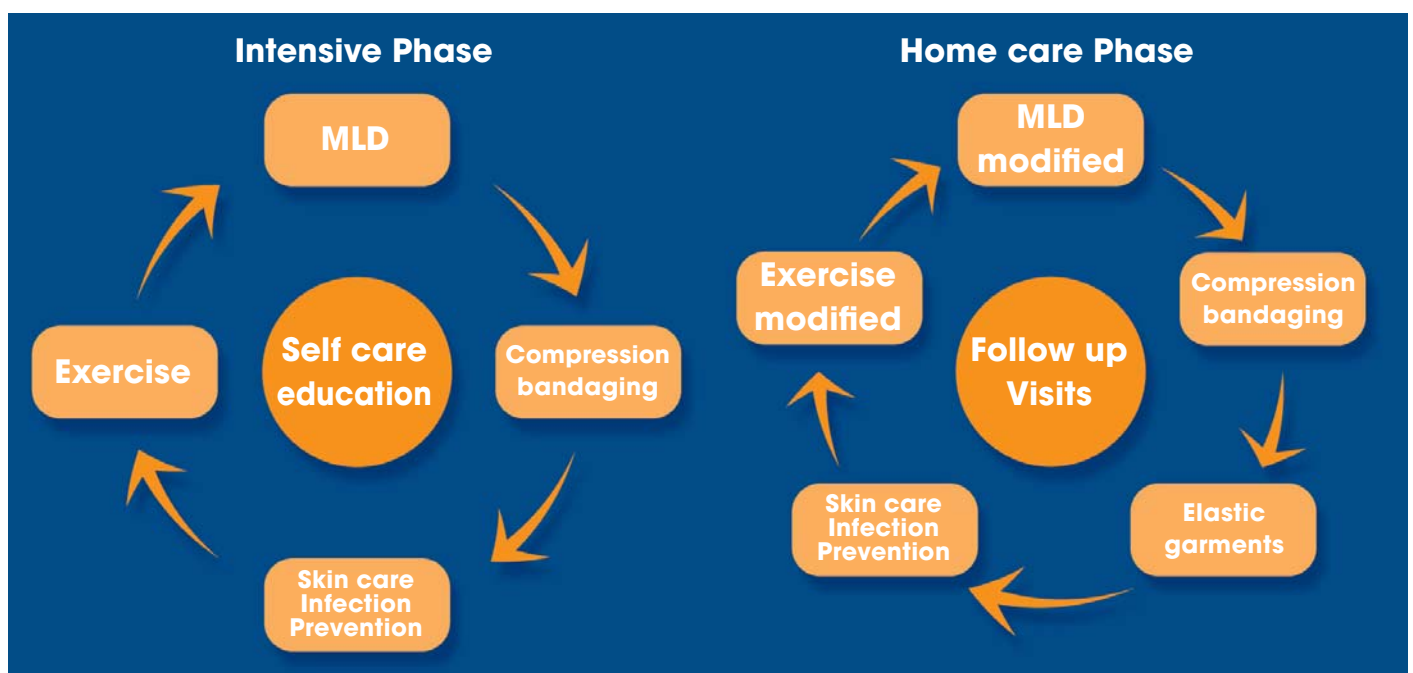 Intensive Phase
MLD
Compression
bandaging
Skin care
Infection
Prevention
Exercise
Self care
education
Home care Phase
MLD
modified
Compression
bandaging
Elastic
garments
Skin care
Infection
Prevention
Exercise
modified
Follow up
Visits